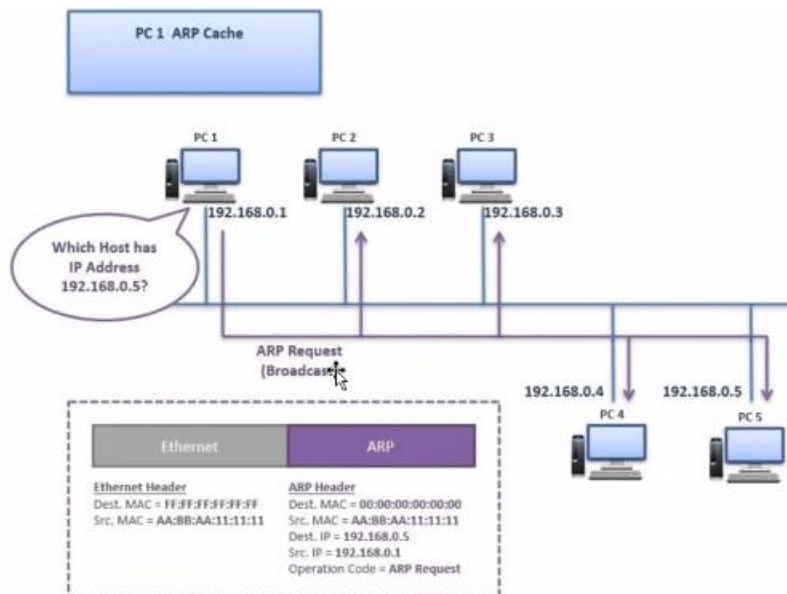 PC 1 ARP Cache
PC 1
PC 2
PC 3
192.168.0.1
192.168.0.2
192.168.0.3
Which Host has
IP Address
192.168.0.5?
ARP Request
(Broadcast
192.168.0.4
192.168.0.5
PC 4
PC 5
Ethernet
ARP
Ethernet Header
Dest. MAC = FF:FF:FF:FF:FF:FF
Src. MAC = AA:BB:AA:11:11:11
ARP Header
Dest. MAC = 00:00:00:00:00:00
Src. MAC = AA:BB:AA:11:11:11
Dest. IP = 192.168.0.5
Src. IP = 192.168.0.1
Operation Code = ARP Request